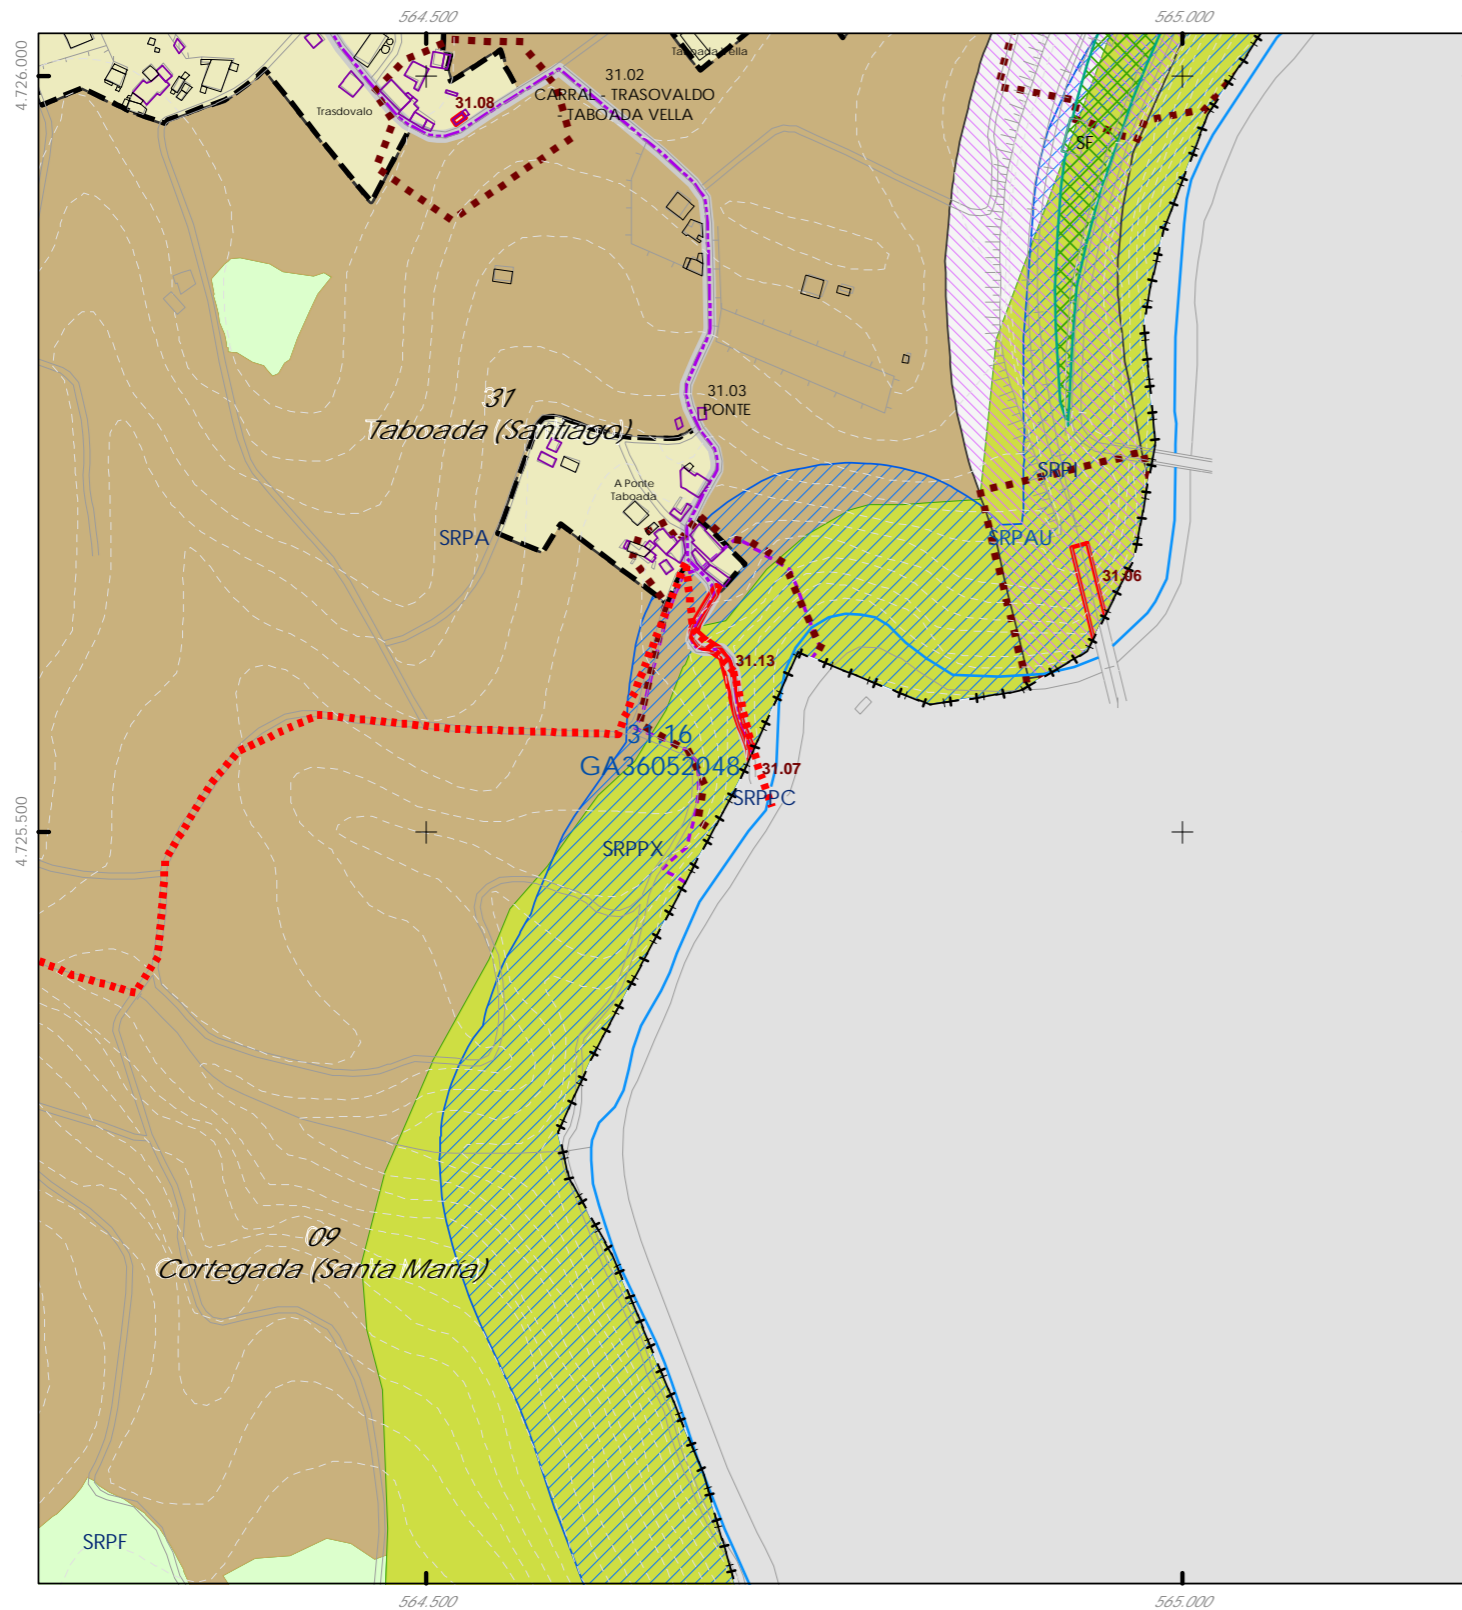 564.500
565.000
4.726.000
Taboada Vella
31.02
CARRAL - TRASOVALDO
- TABOADA VELLA
31.08
Trasdovalo
SF
31
Taboada (Santiago)
31.03
PONTE
A Ponte
Taboada
SRPI
SRPA
SRPAU
31.06
31.13
31.16
GA36052048
31.07
SRPPC
4.725.500
SRPPX
09
Cortegada (Santa María)
SRPF
564.500
565.000